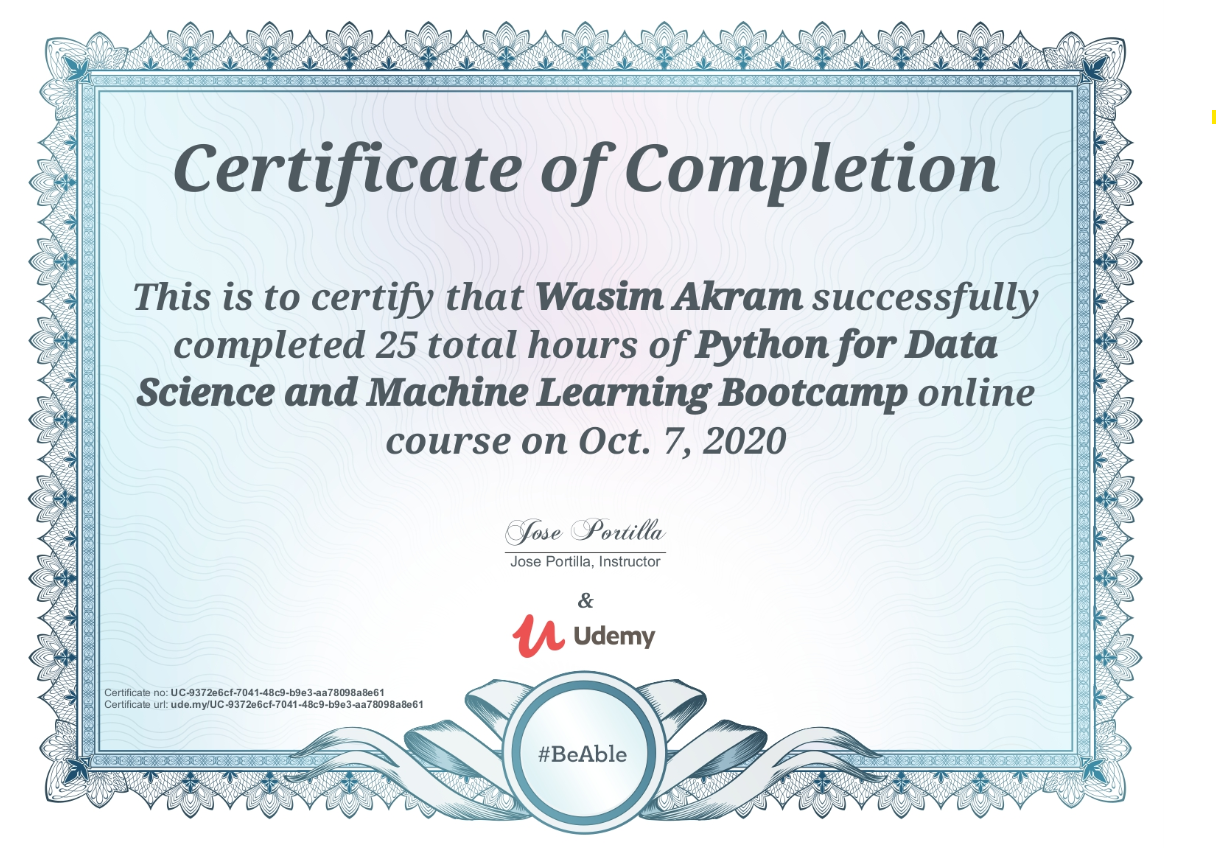 Certificate of Completion
This is to certify that Wasim Akram successfully
completed 25 total hours of Python for Data
Science and Machine Learning Bootcamp online
course on Oct. 7, 2020
Jose Portilla
Jose Portilla, Instructor
&
Udemy
Certificate no: UC-9372e6cf-7041-48c9-b9e3-aa78098a8e61
Certificate url: ude.my/UC-9372e6cf-7041-48c9-b9e3-aa78098a8e61
#BeAble